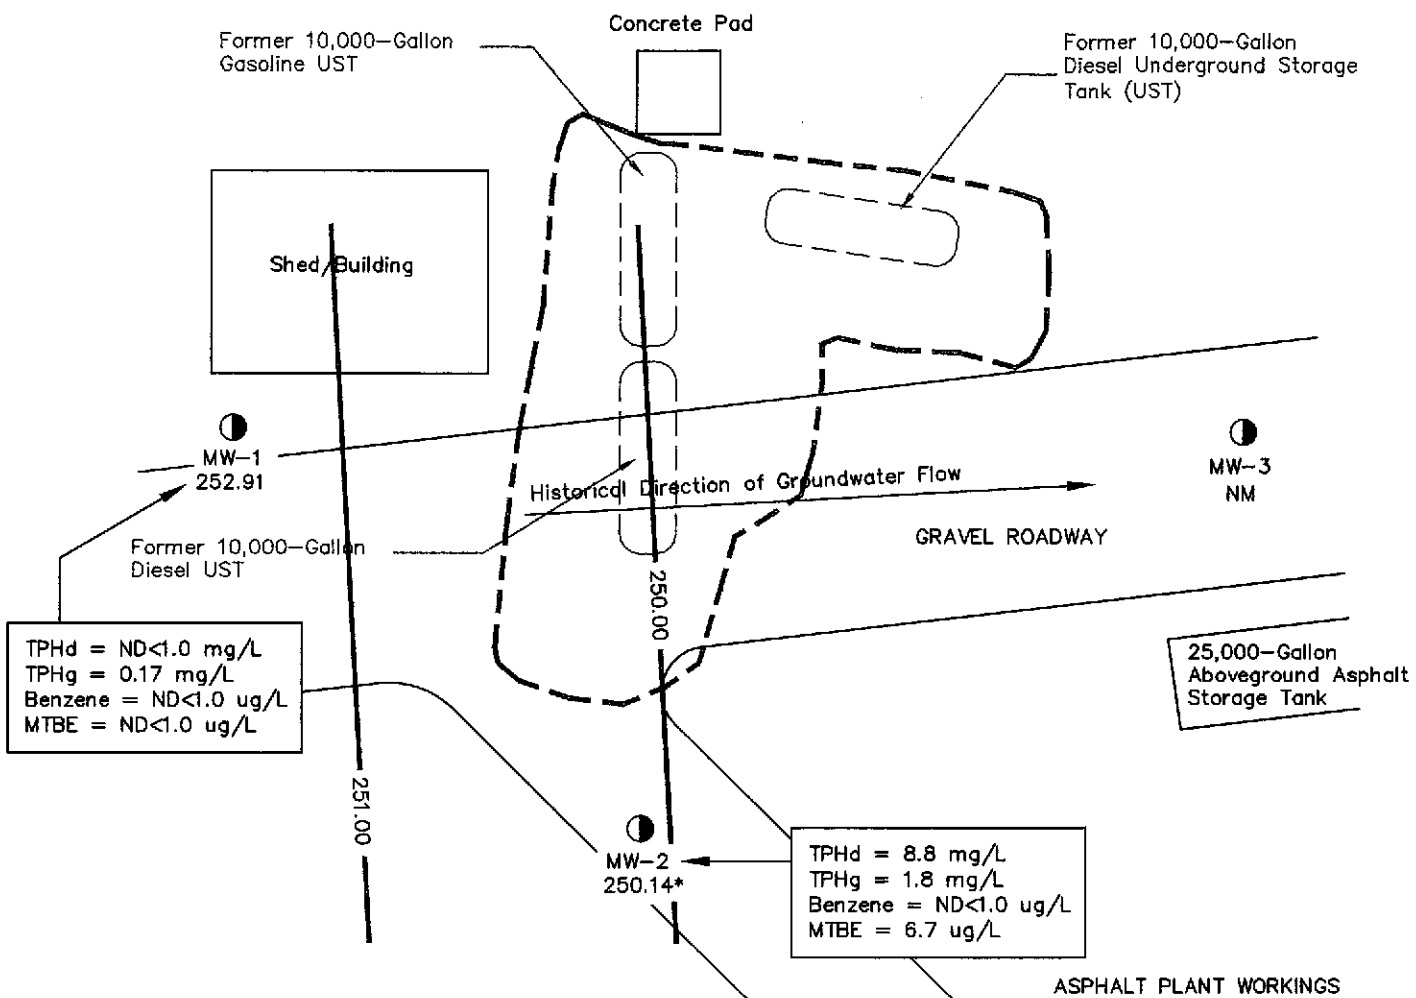 Concrete Pad
Former 10,000-Gallon
Gasoline UST
Former 10,000-Gallon
Diesel Underground Storage
Tank (UST)
Shed/Building
MW-1
252.91
MW-3
NM
Historical Direction of Groundwater Flow
GRAVEL ROADWAY
Former 10,000-Gallon
Diesel UST
250.00
TPHd = ND<1.0 mg/L
TPHg = 0.17 mg/L
Benzene = ND<1.0 ug/L
MTBE = ND<1.0 ug/L
25,000-Gallon
Aboveground Asphalt
Storage Tank
251.00
MW-2
250.14*
TPHd = 8.8 mg/L
TPHg = 1.8 mg/L
Benzene = ND<1.0 ug/L
MTBE = 6.7 ug/L
ASPHALT PLANT WORKINGS